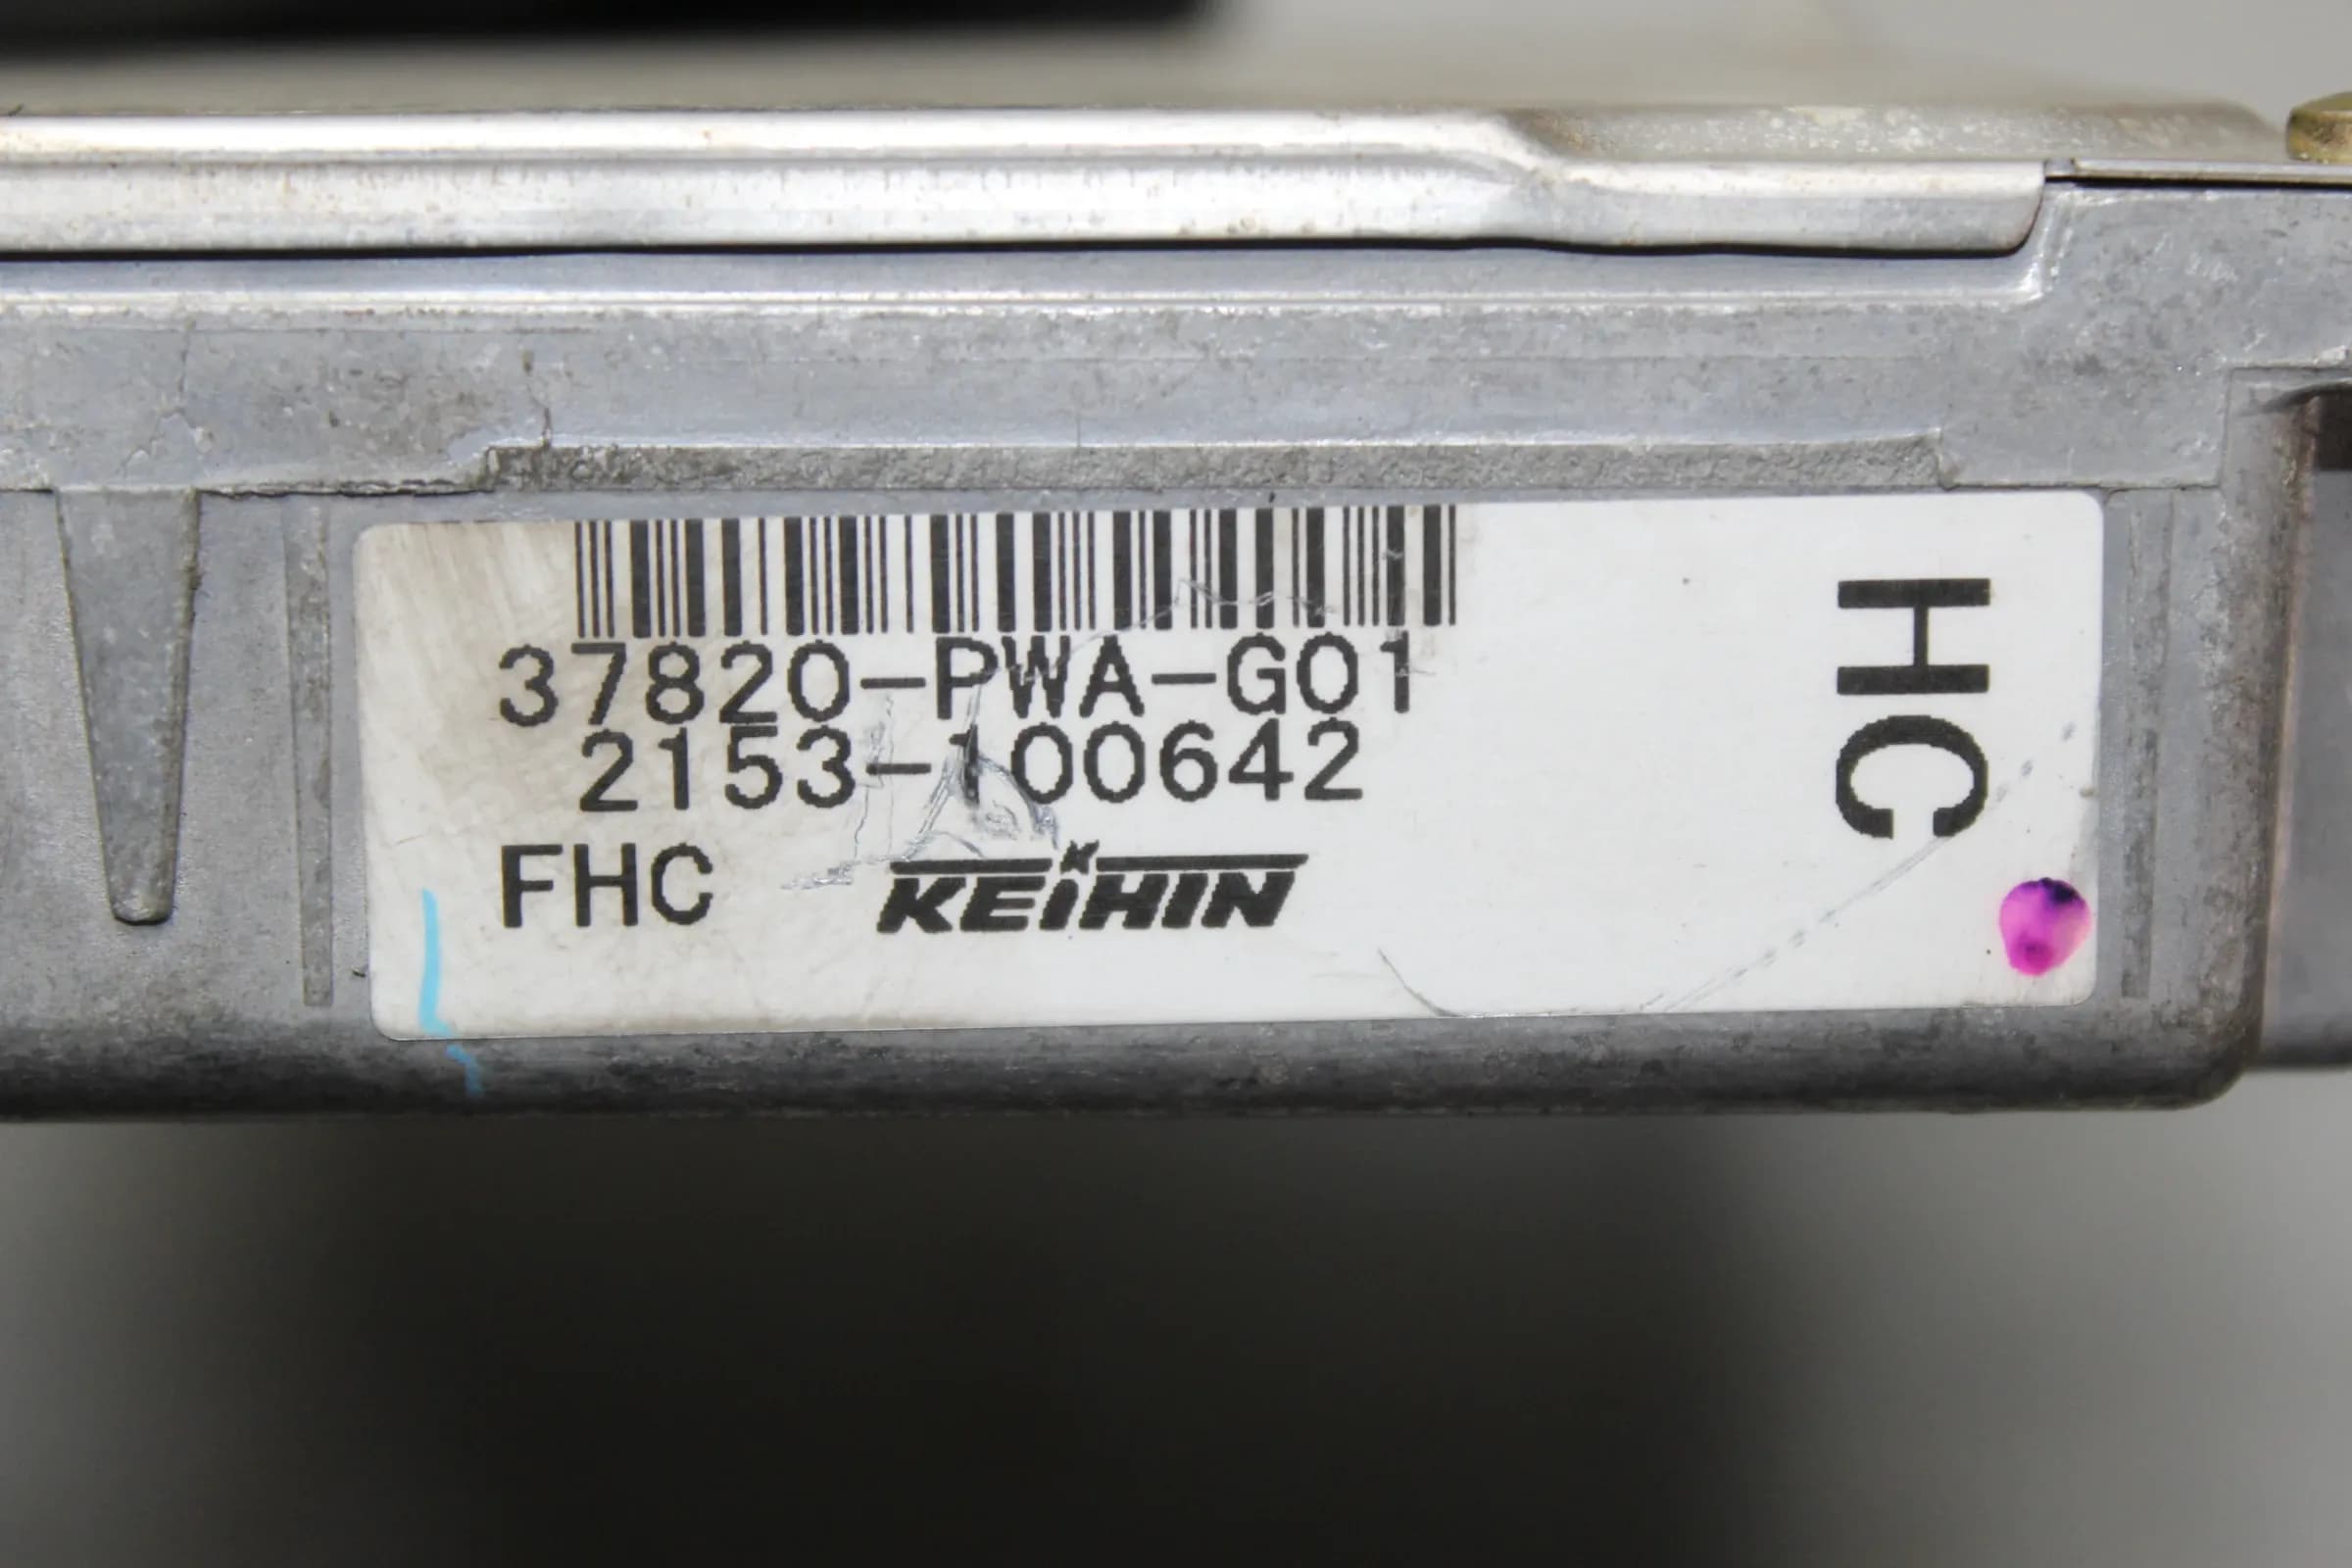 37820-PWA-G01
2153-100642
FHC KEiHIN
HC